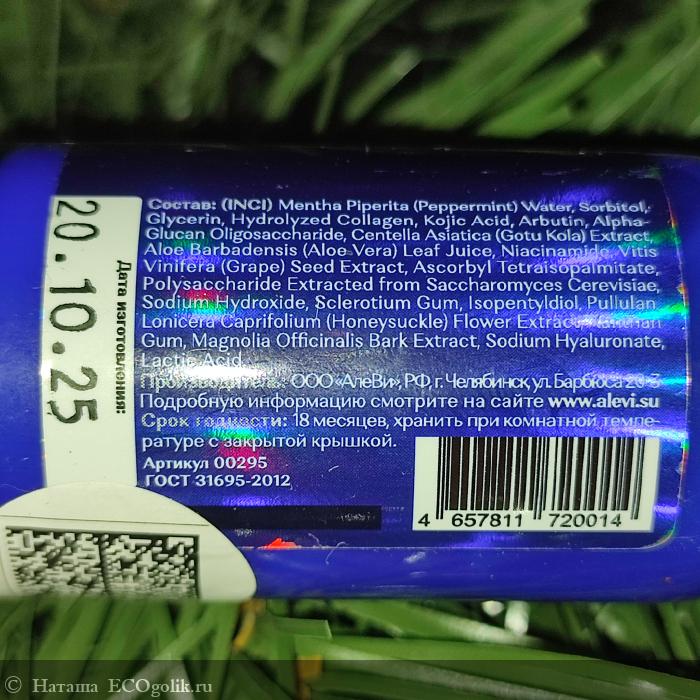 Состав: (INCI) Mentha Piperita (Peppermint) Water, Sorbitol,
Glycerin, Hydrolyzed Collagen, Kojic Acid, Arbutin, Alpha-
Glucan Oligosaccharide, Centella Asiatica (Gotu Kola) Extract,
Aloe Barbadensis (Aloe Vera) Leaf Juice, Niacinamide, Vitis
Vinifera (Grape) Seed Extract, Ascorbyl Tetraisopalmitate,
Polysaccharide Extracted from Saccharomyces Cerevisiae,
Sodium Hydroxide, Sclerotium Gum, Isopentyldiol, Pullulan
Lonicera Caprifolium (Honeysuckle) Flower Extract,
Gum, Magnolia Officinalis Bark Extract, Sodium Hyaluronate,
Lactic Acid
Производитель: ООО «АлеВи», РФ, г. Челябинск, ул. Барбюса
Подробную информацию смотрите на сайте www.alevi.su
Срок годности: 18 месяцев, хранить при комнатной темпе-
ратуре с закрытой крышкой.
Артикул 00295
ГОСТ 31695-2012
4 657811 720014
Дата изготовления:
20.10.25
© Наташа ECOgolik.ru